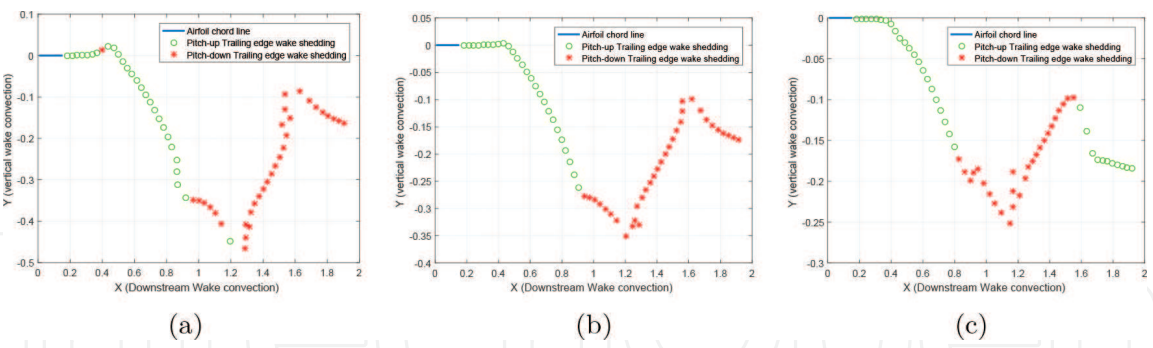 0.1
0.05
0
-0.1
-0.2
-0.3
-0.4
-0.5
0 0.2 0.4 0.6 0.8 1 1.2 1.4 1.6 1.8 2
Y (vertical wake convection)
X (Downstream Wake convection)
Airfoil chord line
Pitch-up Trailing edge wake shedding
Pitch-down Trailing edge wake shedding
(a)
0.05
0
-0.05
-0.1
-0.15
-0.2
-0.25
-0.3
-0.35
-0.4
0 0.2 0.4 0.6 0.8 1 1.2 1.4 1.6 1.8 2
Y (vertical wake convection)
X (Downstream Wake convection)
Airfoil chord line
Pitch-up Trailing edge wake shedding
Pitch-down Trailing edge wake shedding
(b)
0
-0.05
-0.1
-0.15
-0.2
-0.25
-0.3
0 0.2 0.4 0.6 0.8 1 1.2 1.4 1.6 1.8 2
Y (vertical wake convection)
X (Downstream Wake convection)
Airfoil chord line
Pitch-up Trailing edge wake shedding
Pitch-down Trailing edge wake shedding
(c)